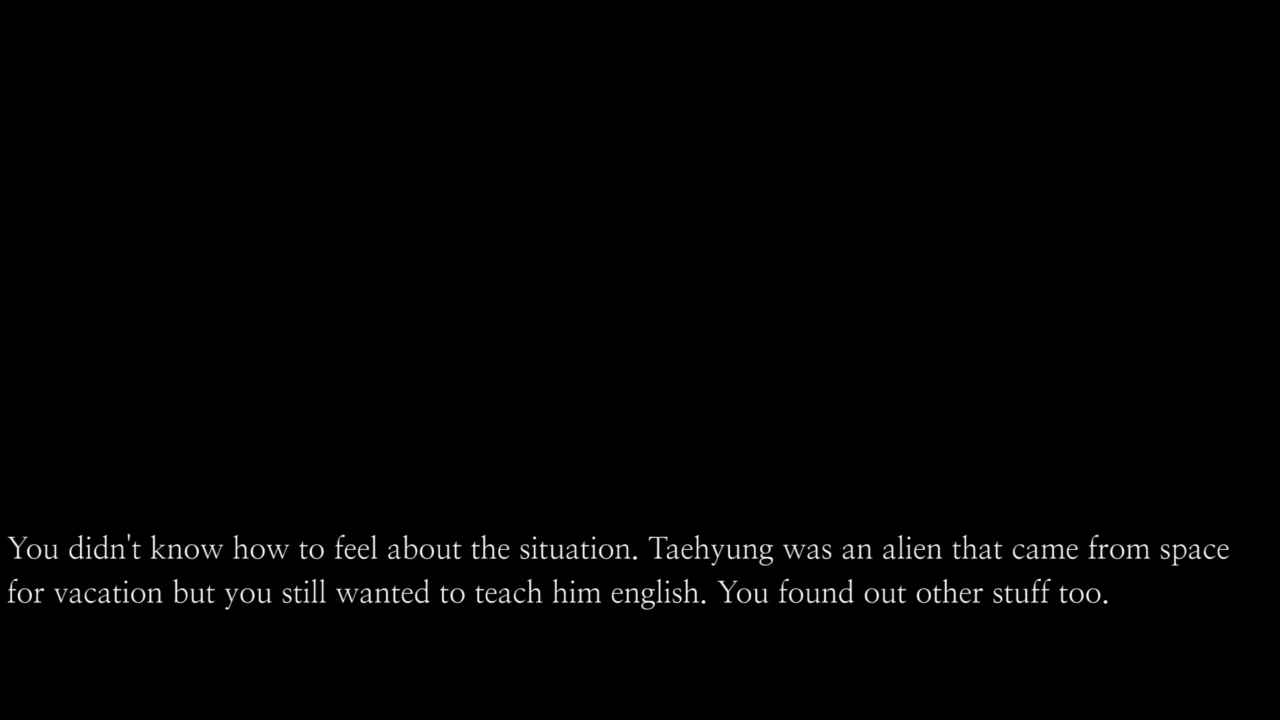 You didn't know how to feel about the situation. Taehyung was an alien that came from space
for vacation but you still wanted to teach him english. You found out other stuff too.